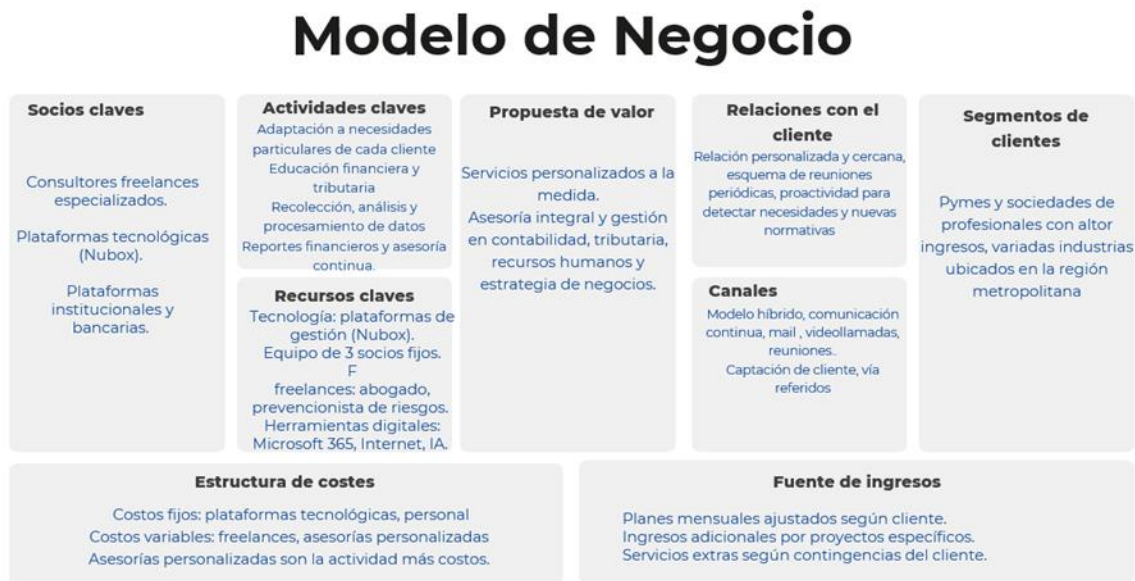 Modelo de Negocio
Socios claves
Consultores freelances
especializados.
Plataformas tecnológicas
(Nubox).
Plataformas
institucionales y
bancarias.
Actividades claves
Adaptación a necesidades
particulares de cada cliente
Educación financiera y
tributaria
Recolección, análisis y
procesamiento de datos
Reportes financieros y asesoría
continua.
Recursos claves
Tecnología: plataformas de
gestión (Nubox).
Equipo de 3 socios fijos.
F
freelances: abogado,
prevencionista de riesgos.
Herramientas digitales:
Microsoft 365, Internet, IA.
Propuesta de valor
Servicios personalizados a la
medida.
Asesoría integral y gestión
en contabilidad, tributaria,
recursos humanos y
estrategia de negocios.
Relaciones con el
cliente
Relación personalizada y cercana,
esquema de reuniones
periódicas, proactividad para
detectar necesidades y nuevas
normativas
Canales
Modelo híbrido, comunicación
continua, mail , videollamadas,
reuniones..
Captación de cliente, vía
referidos
Segmentos de
clientes
Pymes y sociedades de
profesionales con altor
ingresos, variadas industrias
ubicados en la región
metropolitana
Estructura de costes
Costos fijos: plataformas tecnológicas, personal
Costos variables: freelances, asesorías personalizadas
Asesorías personalizadas son la actividad más costos.
Fuente de ingresos
Planes mensuales ajustados según cliente.
Ingresos adicionales por proyectos específicos.
Servicios extras según contingencias del cliente.